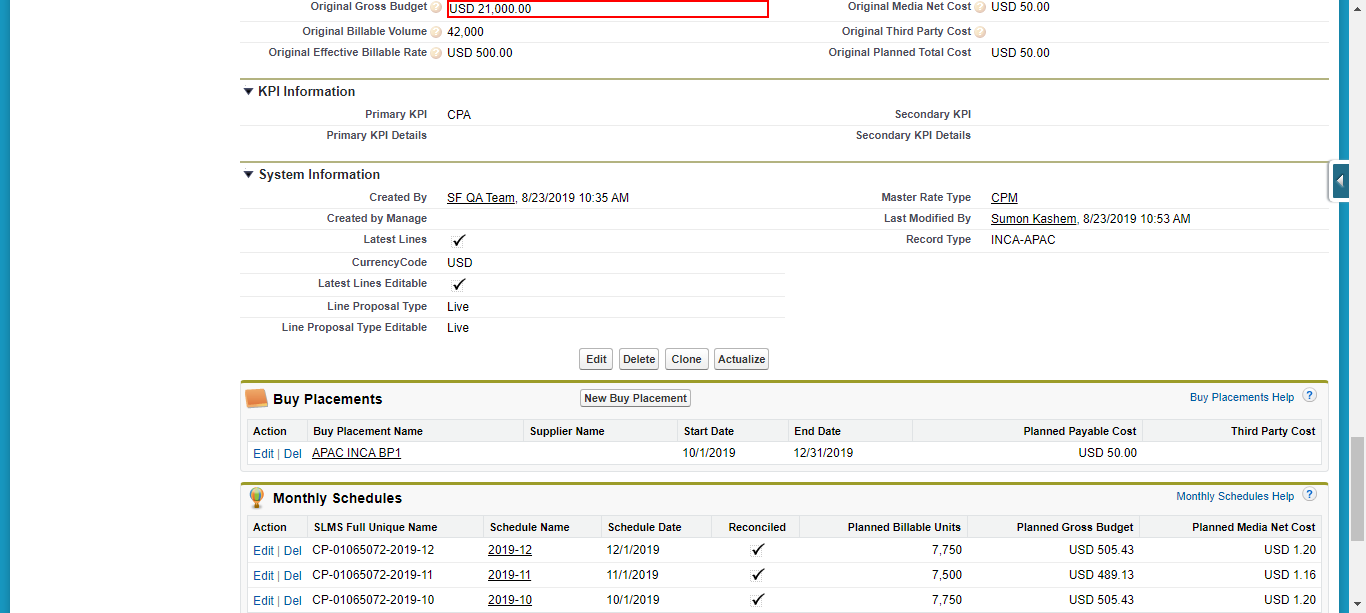 Original Gross Budget ? USD 21,000.00 Original Media Net Cost ? USD 50.00
Original Billable Volume ? 42,000 Original Third Party Cost ?
Original Effective Billable Rate ? USD 500.00 Original Planned Total Cost USD 50.00
KPI Information
Primary KPI CPA Secondary KPI
Primary KPI Details Secondary KPI Details
System Information
Created By SF QA Team, 8/23/2019 10:35 AM Master Rate Type CPM
Created by Manage Last Modified By Sumon Kashem, 8/23/2019 10:53 AM
Latest Lines ✓ Record Type INCA-APAC
CurrencyCode USD
Latest Lines Editable ✓
Line Proposal Type Live
Line Proposal Type Editable Live
Edit Delete Clone Actualize
Buy Placements New Buy Placement Buy Placements Help ?
Action Buy Placement Name Supplier Name Start Date End Date Planned Payable Cost Third Party Cost
Edit | Del APAC INCA BP1 10/1/2019 12/31/2019 USD 50.00
Monthly Schedules Monthly Schedules Help ?
Action SLMS Full Unique Name Schedule Name Schedule Date Reconciled Planned Billable Units Planned Gross Budget Planned Media Net Cost
Edit | Del CP-01065072-2019-12 2019-12 12/1/2019 ✓ 7,750 USD 505.43 USD 1.20
Edit | Del CP-01065072-2019-11 2019-11 11/1/2019 ✓ 7,500 USD 489.13 USD 1.16
Edit | Del CP-01065072-2019-10 2019-10 10/1/2019 ✓ 7,750 USD 505.43 USD 1.20